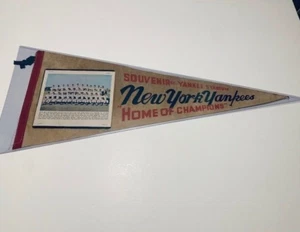 SOUVENIR YANKEE STADIUM
New York Yankees
"HOME OF CHAMPIONS"